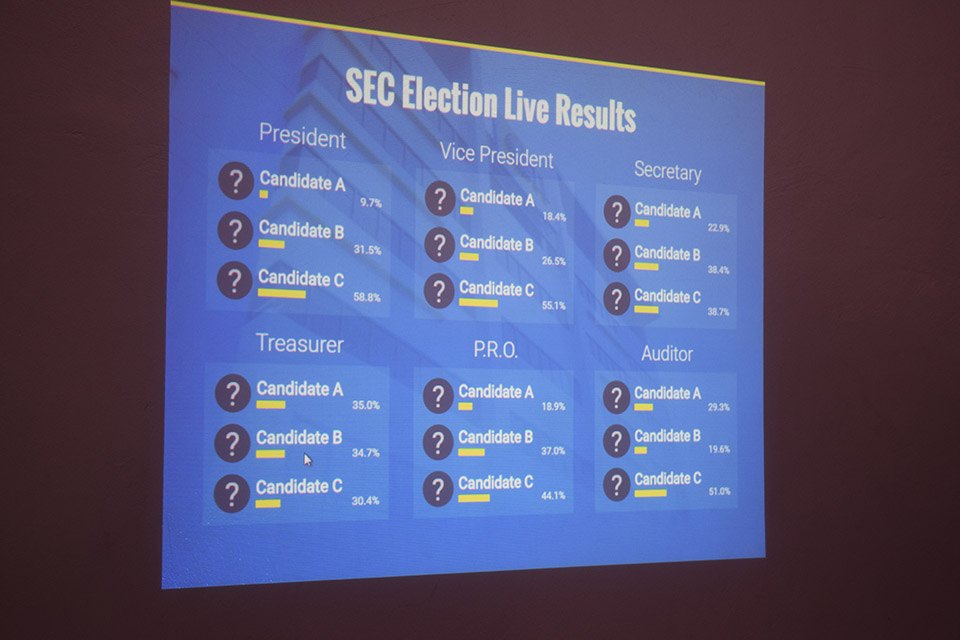 SEC Election Live Results
President
? Candidate A
9.7%
? Candidate B
31.5%
? Candidate C
58.8%
Vice President
? Candidate A
18.4%
? Candidate B
26.5%
? Candidate C
55.1%
Secretary
? Candidate A
22.9%
? Candidate B
38.4%
? Candidate C
38.7%
Treasurer
? Candidate A
35.0%
? Candidate B
34.7%
? Candidate C
30.4%
P.R.O.
? Candidate A
18.9%
? Candidate B
37.0%
? Candidate C
44.1%
Auditor
? Candidate A
29.3%
? Candidate B
19.6%
? Candidate C
51.0%